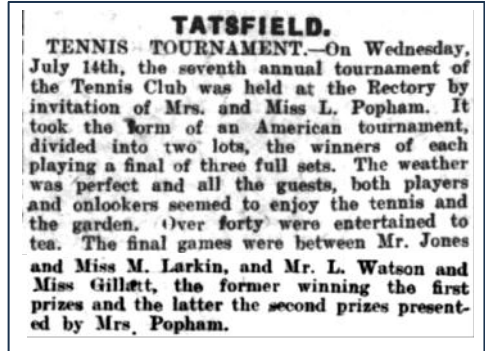 TATSFIELD.
TENNIS TOURNAMENT.—On Wednesday,
July 14th, the seventh annual tournament of
the Tennis Club was held at the Rectory by
invitation of Mrs. and Miss L. Popham. It
took the form of an American tournament,
divided into two lots, the winners of each
playing a final of three full sets. The weather
was perfect and all the guests, both players
and onlookers seemed to enjoy the tennis and
the garden. Over forty were entertained to
tea. The final games were between Mr. Jones
and Miss M. Larkin, and Mr. L. Watson and
Miss Gillett, the former winning the first
prizes and the latter the second prizes present-
ed by Mrs. Popham.